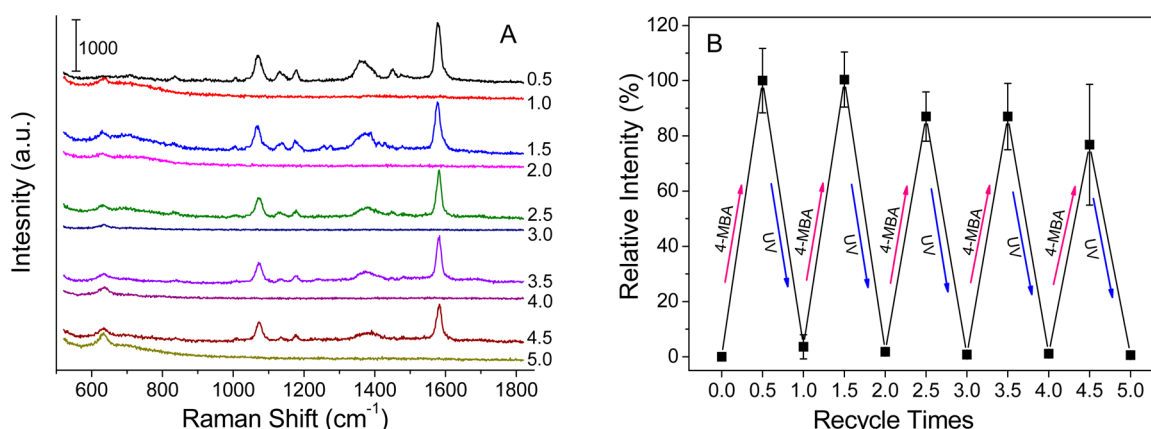 A
1000
0.5
1.0
1.5
2.0
2.5
3.0
3.5
4.0
4.5
5.0
Intesnity (a.u.)
600 800 1000 1200 1400 1600 1800
Raman Shift (cm⁻¹)
B
120
100
80
60
40
20
0
Relative Intenity (%)
4-MBA UV 4-MBA UV 4-MBA UV 4-MBA UV 4-MBA UV
0.0 0.5 1.0 1.5 2.0 2.5 3.0 3.5 4.0 4.5 5.0
Recycle Times